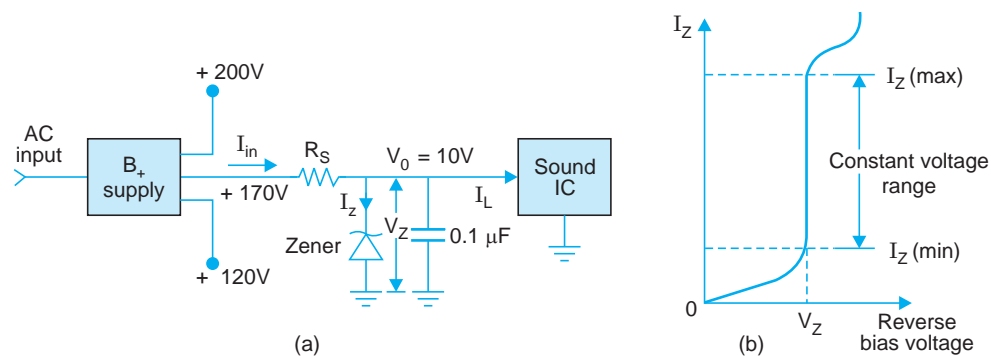 + 200V
AC
input
B+
supply
Iin
RS
V0 = 10V
Sound
IC
+ 170V
Iz
VZ
IL
Zener
0.1 μF
+ 120V
(a)
IZ
IZ (max)
Constant voltage
range
IZ (min)
0
VZ
Reverse
bias voltage
(b)